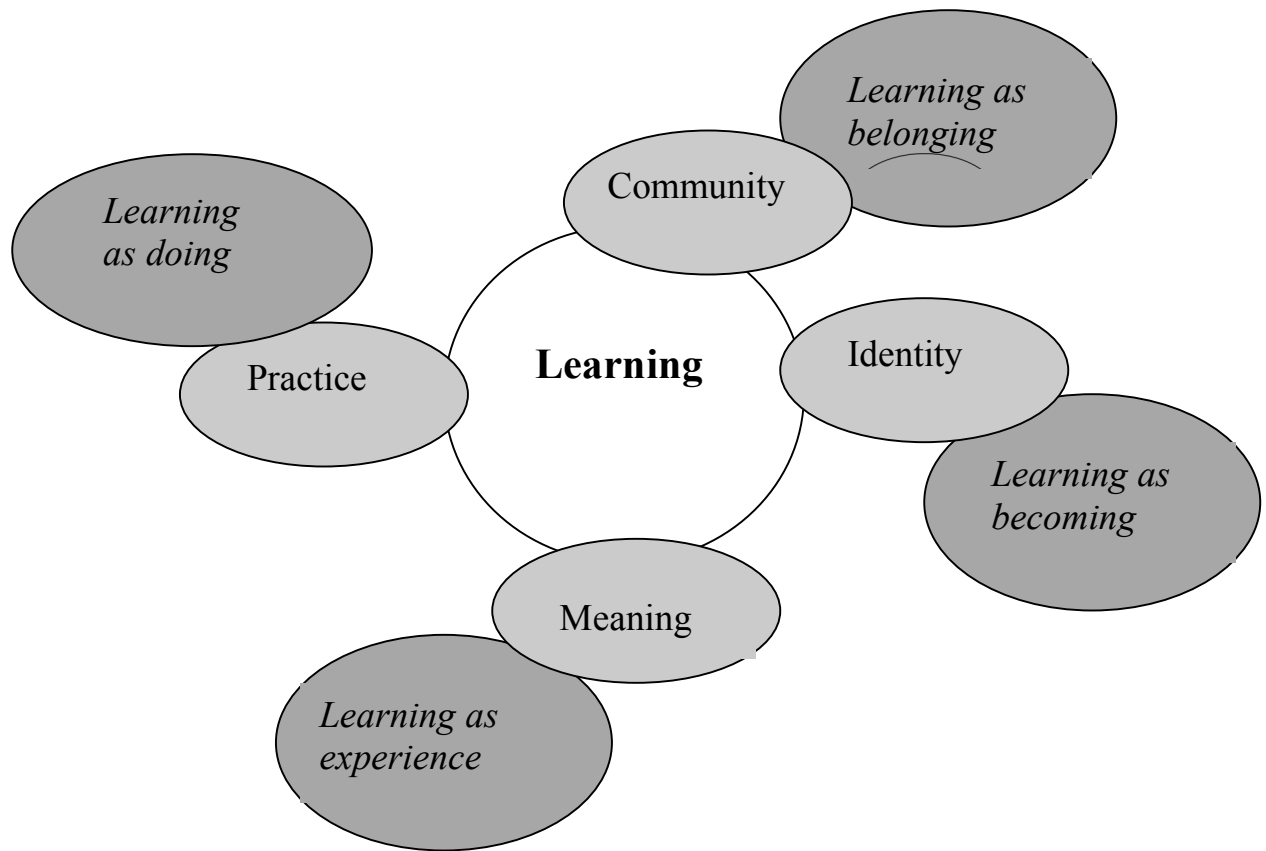 Learning as
belonging
Community
Learning
as doing
Learning
Identity
Practice
Learning as
becoming
Meaning
Learning as
experience